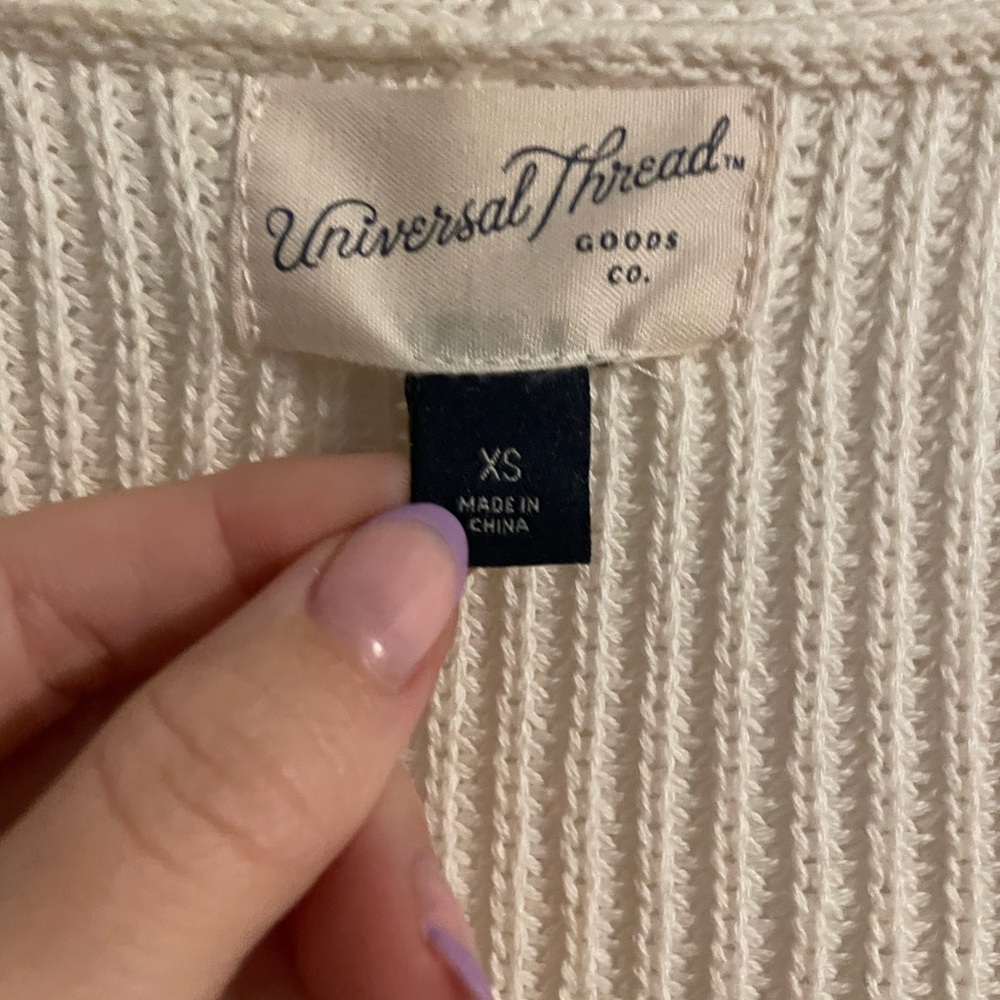 Universal Thread™
GOODS
CO.
XS
MADE IN
CHINA